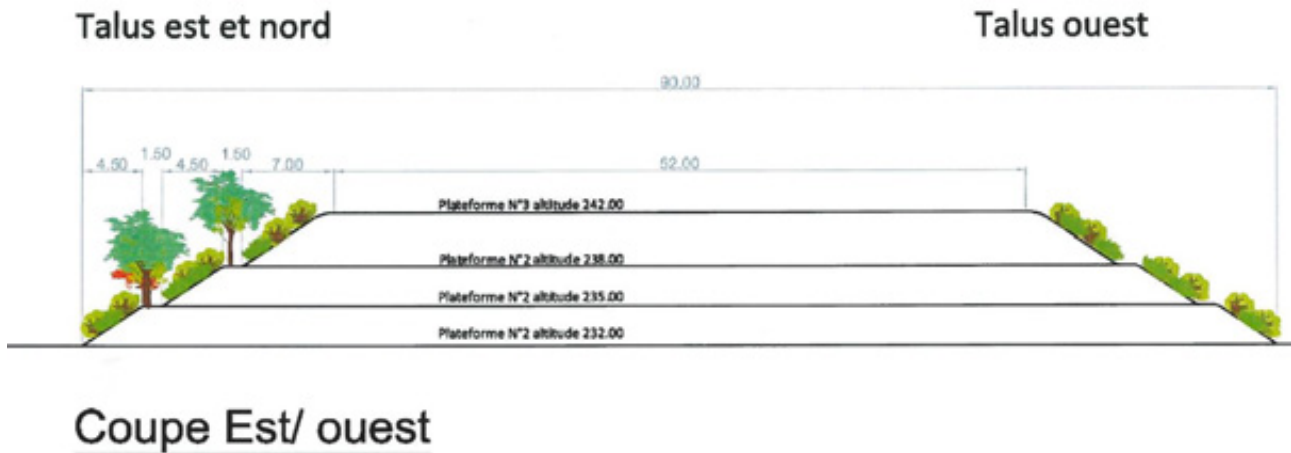 Talus est et nord
Talus ouest
90.00
4.50
1.50
4.50
1.50
7.00
52.00
Plateforme N°3 altitude 242.00
Plateforme N°2 altitude 238.00
Plateforme N°2 altitude 235.00
Plateforme N°2 altitude 232.00
Coupe Est/ ouest